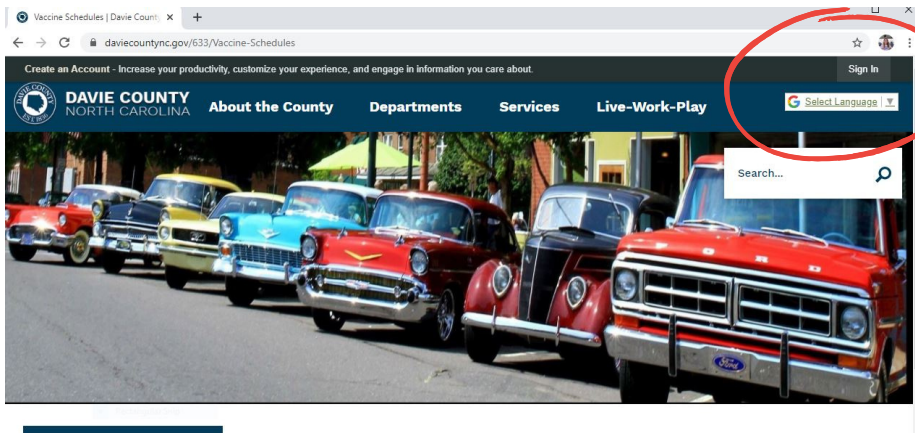 Vaccine Schedules | Davie County
daviecountync.gov/633/Vaccine-Schedules
Create an Account - Increase your productivity, customize your experience, and engage in information you care about.
Sign In
DAVIE COUNTY
NORTH CAROLINA
About the County
Departments
Services
Live-Work-Play
G Select Language
Search...
FORD
Ford